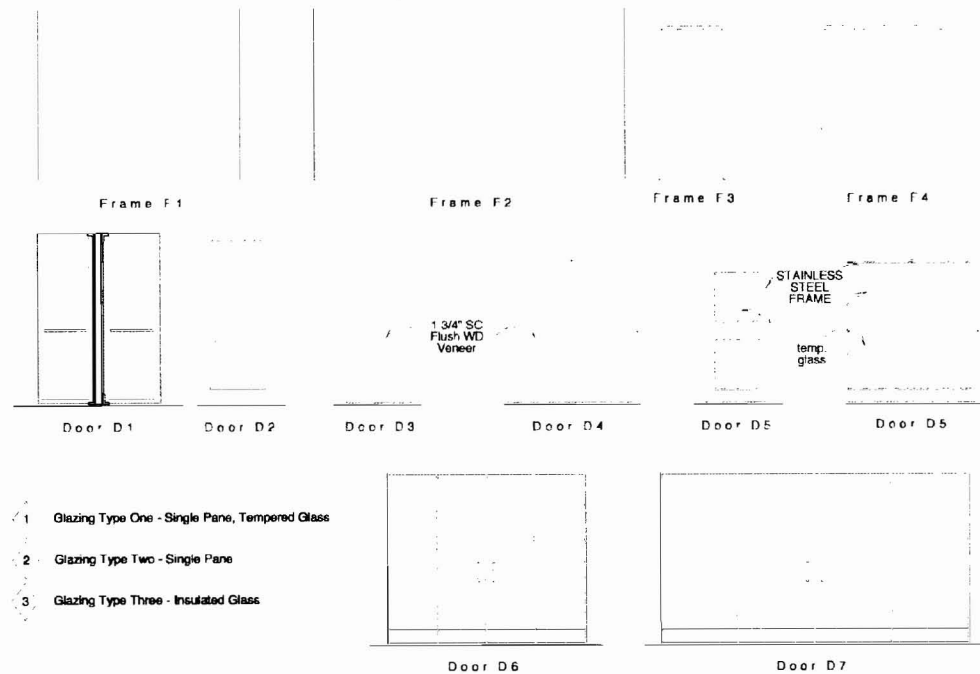 Frame F1
Frame F2
Frame F3
Frame F4
STAINLESS
STEEL
FRAME
1 3/4" SC
Flush WD
Veneer
temp.
glass
Door D1
Door D2
Door D3
Door D4
Door D5
Door D5
1 Glazing Type One - Single Pane, Tempered Glass
2 Glazing Type Two - Single Pane
3 Glazing Type Three - Insulated Glass
Door D6
Door D7